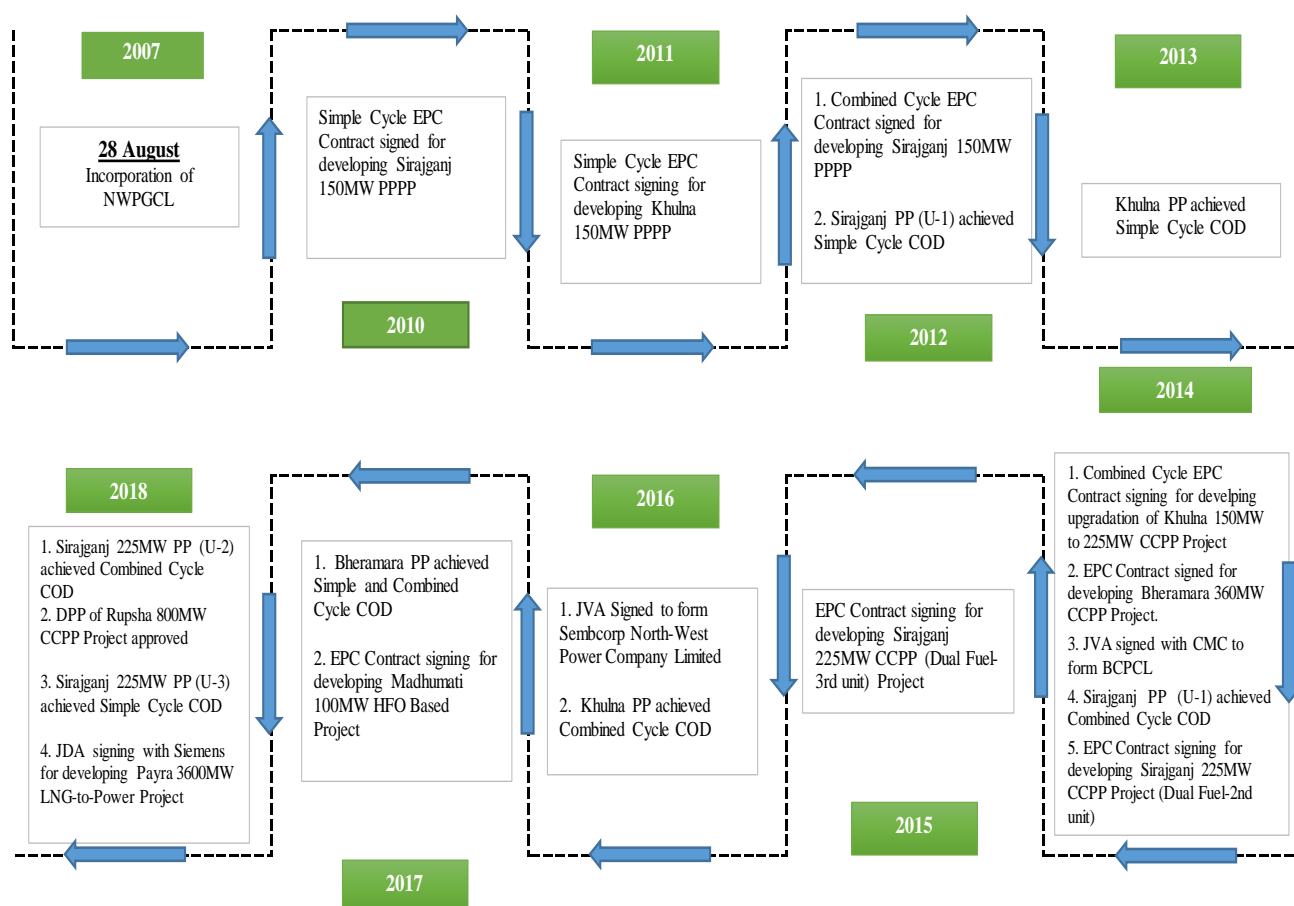 2007
28 August
Incorporation of
NWPGCL
Simple Cycle EPC
Contract signed for
developing Sirajganj
150MW PPPP
2010
2011
Simple Cycle EPC
Contract signing for
developing Khulna
150MW PPPP
1. Combined Cycle EPC
Contract signed for
developing Sirajganj 150MW
PPPP
2. Sirajganj PP (U-1) achieved
Simple Cycle COD
2012
2013
Khulna PP achieved
Simple Cycle COD
2014
1. Combined Cycle EPC
Contract signing for develping
upgradation of Khulna 150MW
to 225MW CCPP Project
2. EPC Contract signed for
developing Bheramara 360MW
CCPP Project.
3. JVA signed with CMC to
form BCPCL
4. Sirajganj PP (U-1) achieved
Combined Cycle COD
5. EPC Contract signing for
developing Sirajganj 225MW
CCPP Project (Dual Fuel-2nd
unit)
EPC Contract signing for
developing Sirajganj
225MW CCPP (Dual Fuel-
3rd unit) Project
2015
2016
1. JVA Signed to form
Sembcorp North-West
Power Company Limited
2. Khulna PP achieved
Combined Cycle COD
1. Bheramara PP achieved
Simple and Combined
Cycle COD
2. EPC Contract signing for
developing Madhumati
100MW HFO Based
Project
2017
2018
1. Sirajganj 225MW PP (U-2)
achieved Combined Cycle
COD
2. DPP of Rupsha 800MW
CCPP Project approved
3. Sirajganj 225MW PP (U-3)
achieved Simple Cycle COD
4. JDA signing with Siemens
for developing Payra 3600MW
LNG-to-Power Project